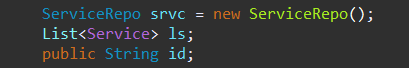 ServiceRepo srvc = new ServiceRepo();
List<Service> ls;
public String id;